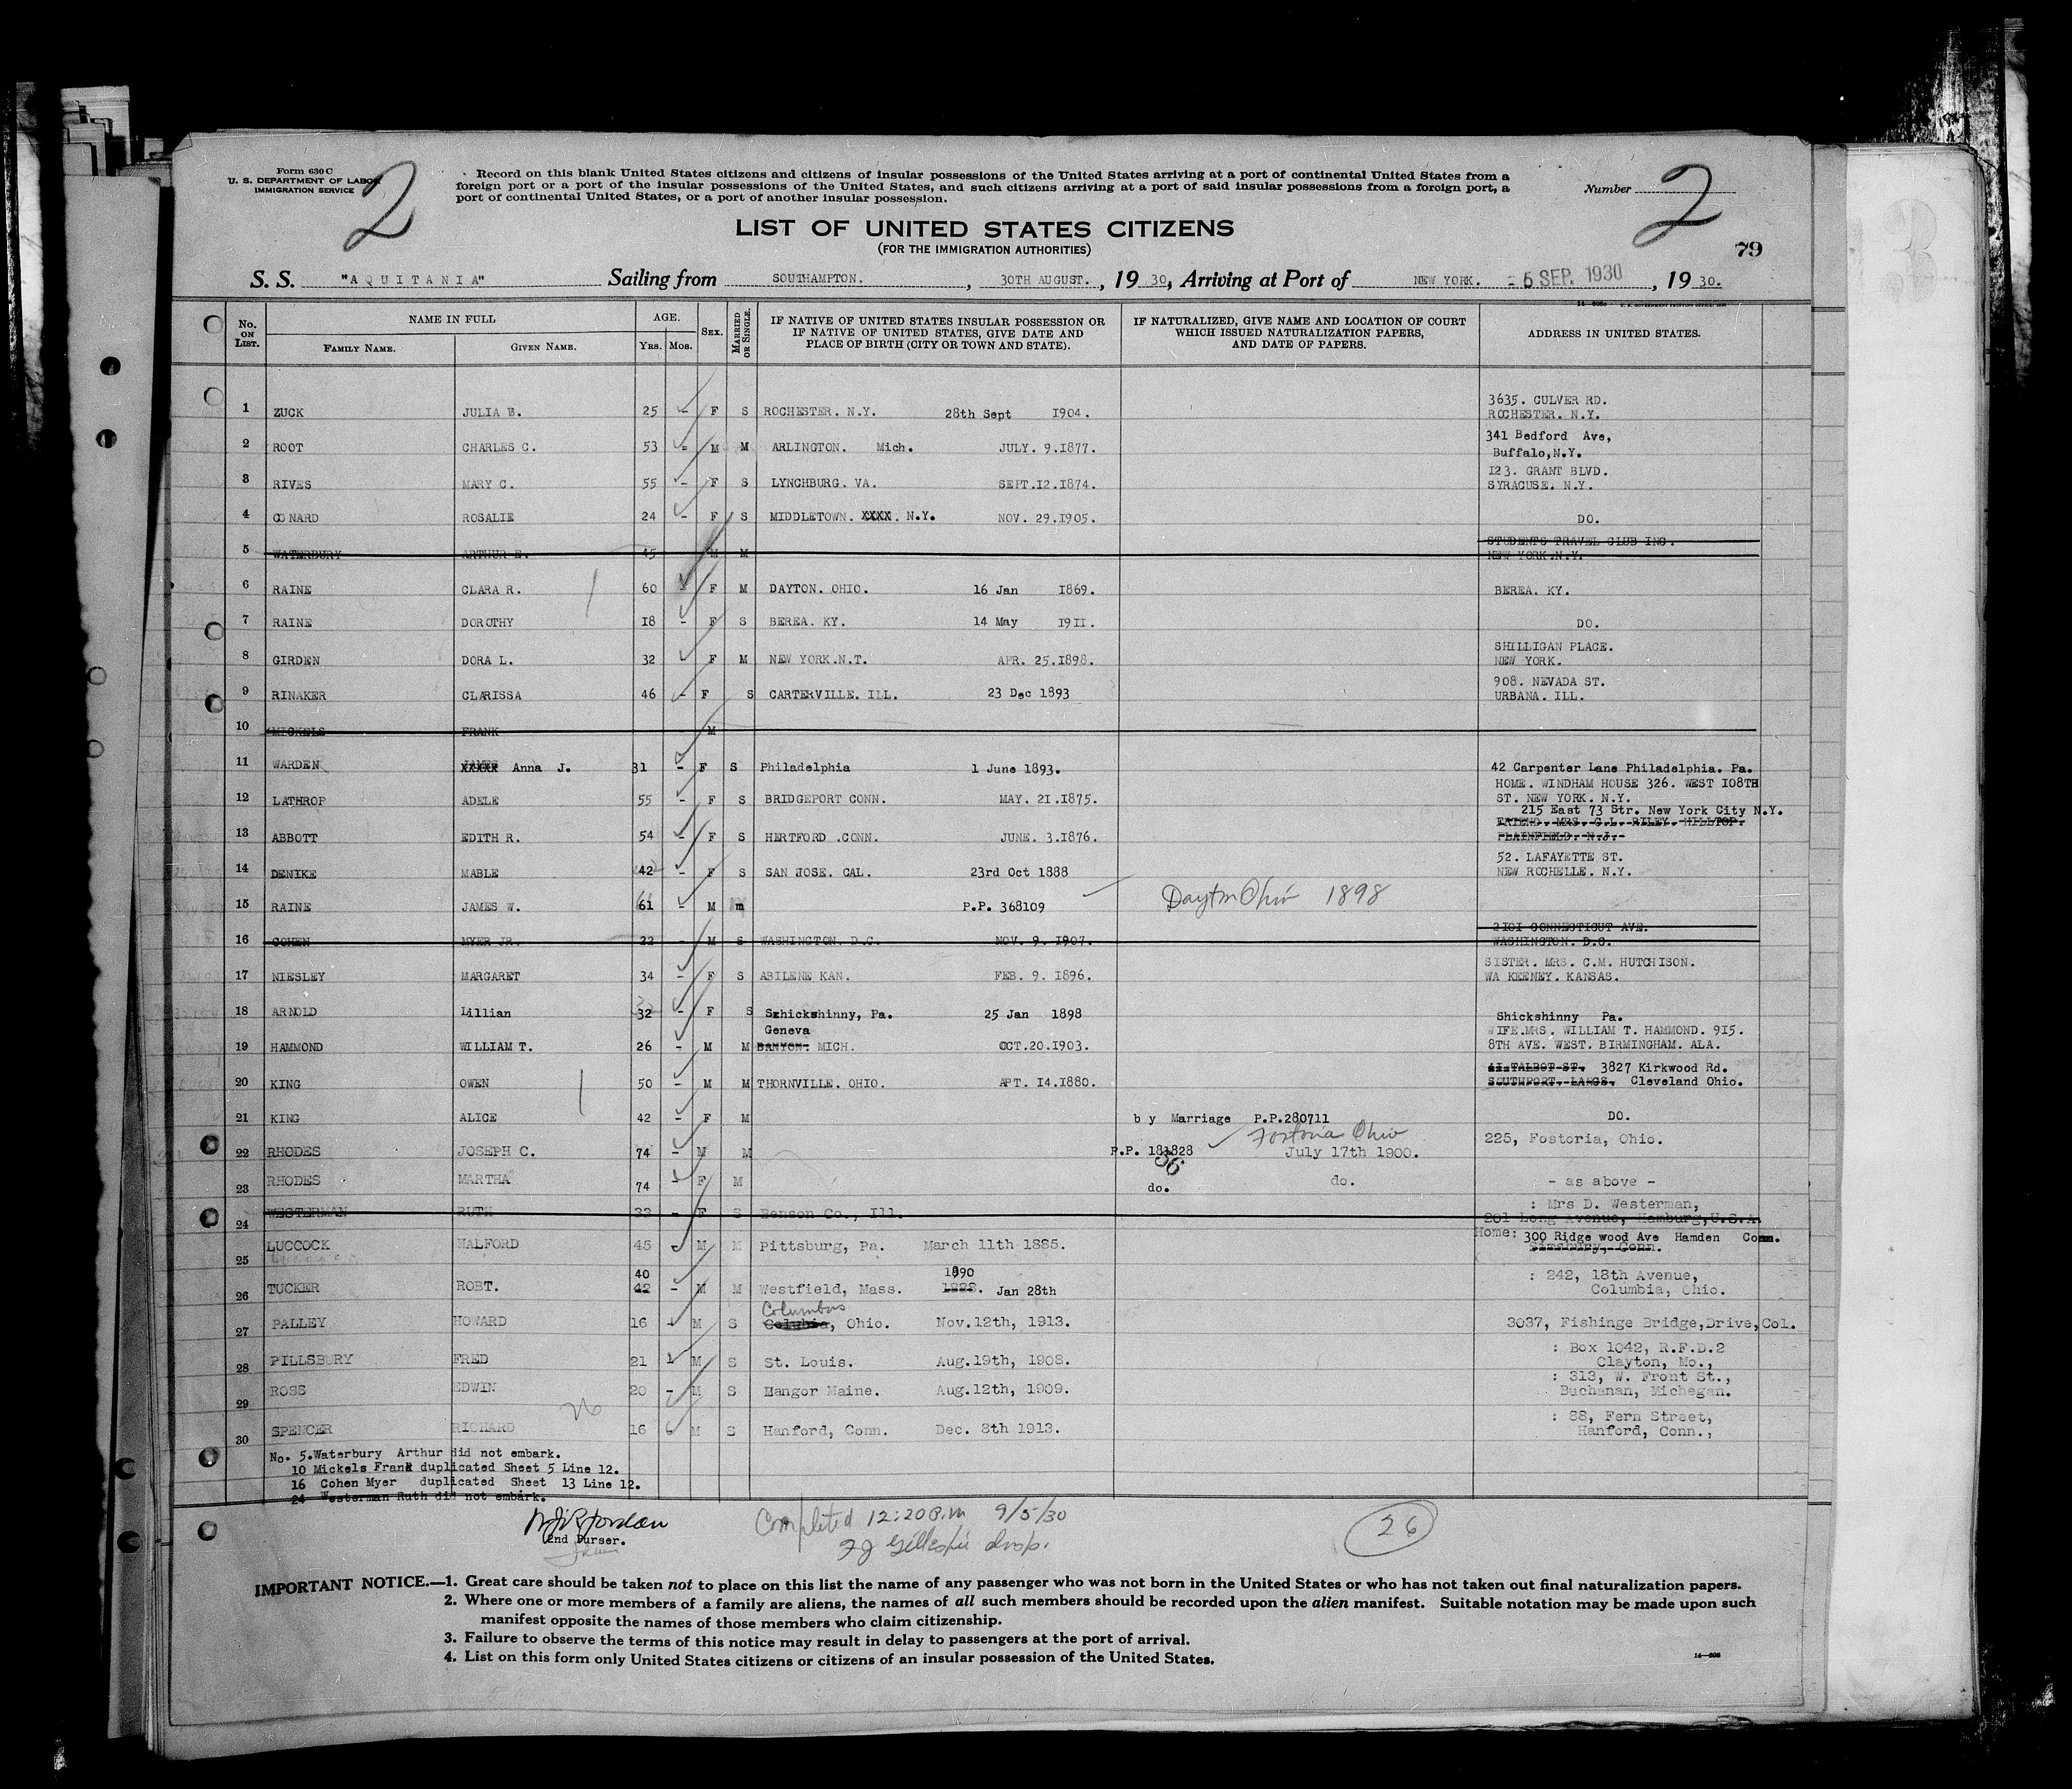 Form 630 C
U. S. DEPARTMENT OF LABOR
IMMIGRATION SERVICE
2
Record on this blank United States citizens and citizens of insular possessions of the United States arriving at a port of continental United States from a
foreign port or a port of the insular possessions of the United States, and such citizens arriving at a port of said insular possessions from a foreign port, a
port of continental United States, or a port of another insular possession.
Number 2
LIST OF UNITED STATES CITIZENS
(FOR THE IMMIGRATION AUTHORITIES)
79
S. S. "AQUITANIA" Sailing from SOUTHAMPTON. , 30TH AUGUST. , 1930, Arriving at Port of NEW YORK. - 5 SEP. 1930 , 1930.
No. ON LIST. NAME IN FULL AGE. SEX. MARRIED OR SINGLE. IF NATIVE OF UNITED STATES INSULAR POSSESSION OR IF NATIVE OF UNITED STATES, GIVE DATE AND PLACE OF BIRTH (CITY OR TOWN AND STATE). IF NATURALIZED, GIVE NAME AND LOCATION OF COURT WHICH ISSUED NATURALIZATION PAPERS, AND DATE OF PAPERS. ADDRESS IN UNITED STATES.
FAMILY NAME. GIVEN NAME. YRS. MOS.
3635. CULVER RD.
1 ZUCK JULIA B. 25 - F S ROCHESTER. N.Y. 28th Sept 1904. ROCHESTER. N.Y.
341 Bedford Ave,
2 ROOT CHARLES C. 53 - M M ARLINGTON. Mich. JULY. 9.1877. Buffalo,N.Y.
123. GRANT BLVD.
3 RIVES MARY C. 55 - F S LYNCHBURG. VA. SEPT.12.1874. SYRACUSE. N.Y.
4 CONARD ROSALIE 24 - F S MIDDLETOWN. XXXX. N.Y. NOV. 29.1905. DO.
STUDENTS TRAVEL CLUB INC.
5 WATERBURY ARTHUR E. 45 M M NEW YORK.N.Y.
6 RAINE CLARA R. 60 F M DAYTON. OHIO. 16 Jan 1869. BEREA. KY.
7 RAINE DOROTHY 18 - F S BEREA. KY. 14 May 1911. DO.
SHILLIGAN PLACE.
8 GIRDEN DORA L. 32 F M NEW YORK.N.T. APR. 25.1898. NEW YORK.
908. NEVADA ST.
9 RINAKER CLARISSA 46 - F S CARTERVILLE. ILL. 23 Dec 1893 URBANA. ILL.
10 MICKELS FRANK M
11 WARDEN JAMES XXXXX Anna J. 31 - F S Philadelphia 1 June 1893. 42 Carpenter Lane Philadelphia. Pa.
HOME. WINDHAM HOUSE 326. WEST 108TH
12 LATHROP ADELE 55 - F S BRIDGEPORT CONN. MAY. 21.1875. ST. NEW YORK. N.Y.
215 East 73 Str. New York City N.Y.
FRIEND. MRS. C.L. RILEY. HILLTOP.
13 ABBOTT EDITH R. 54 - F S HERTFORD .CONN. JUNE. 3.1876. PLAINFIELD. N.J.
52. LAFAYETTE ST.
14 DENIKE MABLE 42 - F S SAN JOSE. CAL. 23rd Oct 1888 NEW ROCHELLE. N.Y.
15 RAINE JAMES W. 61 - M m P.P. 368109 Dayton Ohio 1898
2101 CONNECTICUT AVE.
16 COHEN MYER JR. 22 - M S WASHINGTON. D.C. NOV. 9. 1907. WASHINGTON. D.C.
SISTER. MRS. C.M. HUTCHISON.
17 NIESLEY MARGARET 34 - F S ABILENE KAN. FEB. 9. 1896. WA KEENEY. KANSAS.
18 ARNOLD Lillian 32 - F S Shickshinny, Pa. 25 Jan 1898 Shickshinny Pa.
Geneva WIFE.MRS. WILLIAM T. HAMMOND. 915.
19 HAMMOND WILLIAM T. 26 - M M BANYON. MICH. OCT.20.1903. 8TH AVE. WEST. BIRMINGHAM. ALA.
41.TALBOT ST. 3827 Kirkwood Rd.
20 KING OWEN 50 - M M THORNVILLE. OHIO. APT. 14.1880. SOUTHPORT. LANCS. Cleveland Ohio.
21 KING ALICE 42 - F M by Marriage P.P.280711 DO.
Fostoria Ohio 225, Fostoria, Ohio.
22 RHODES JOSEPH C. 74 - M M P.P. 181828 36 July 17th 1900.
23 RHODES MARTHA 74 - F M do. do. - as above -
: Mrs D. Westerman,
24 WESTERMAN RUTH 33 - F S Benson Co., Ill. 201 Long Avenue, Hamburg,U.S.A.
Home: 300 Ridge wood Ave Hamden Conn.
25 LUCCOCK HALFORD 45 - M M Pittsburg, Pa. March 11th 1885. Simsbury, Conn.
40 1890 : 242, 18th Avenue,
26 TUCKER ROBT. 42 - M M Westfield, Mass. 1888. Jan 28th Columbia, Ohio.
Columbus
27 PALLEY HOWARD 16 - M S Colubia, Ohio. Nov.12th, 1913. 3037, Fishinge Bridge,Drive,Col.
: Box 1042, R.F.D.2
28 PILLSBURY FRED 21 - M S St. Louis. Aug.19th, 1908. Clayton, Mo.,
: 313, W. Front St.,
29 ROSS EDWIN 20 - M S Bangor Maine. Aug.12th, 1909. Buchanan, Michegan.
26
: 88, Fern Street,
30 SPENCER RICHARD 16 M S Hanford, Conn. Dec. 8th 1913. Hanford, Conn.,
No. 5.Waterbury Arthur did not embark.
10 Mickels Frank duplicated Sheet 5 Line 12.
16 Cohen Myer duplicated Sheet 13 Line 12.
24 Westerman Ruth did not embark.
2nd Purser.
Completed 12:20 P.M 9/5/30
Gillespie insp.
26
IMPORTANT NOTICE.—1. Great care should be taken not to place on this list the name of any passenger who was not born in the United States or who has not taken out final naturalization papers.
2. Where one or more members of a family are aliens, the names of all such members should be recorded upon the alien manifest. Suitable notation may be made upon such
manifest opposite the names of those members who claim citizenship.
3. Failure to observe the terms of this notice may result in delay to passengers at the port of arrival.
4. List on this form only United States citizens or citizens of an insular possession of the United States.